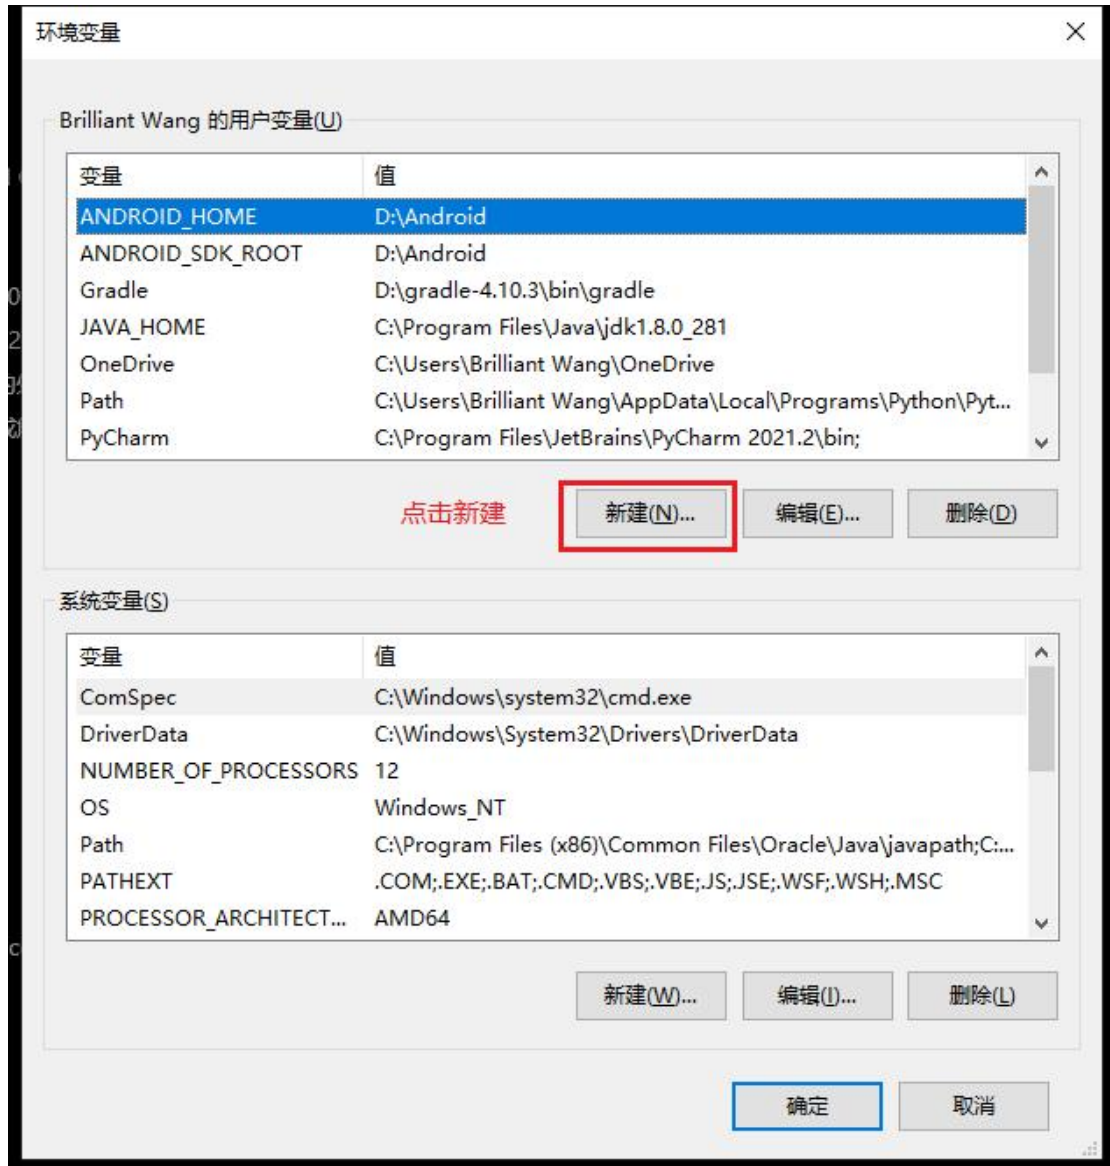 环境变量
Brilliant Wang 的用户变量(U)
变量 值
ANDROID_HOME D:\Android
ANDROID_SDK_ROOT D:\Android
Gradle D:\gradle-4.10.3\bin\gradle
JAVA_HOME C:\Program Files\Java\jdk1.8.0_281
OneDrive C:\Users\Brilliant Wang\OneDrive
Path C:\Users\Brilliant Wang\AppData\Local\Programs\Python\Pyt...
PyCharm C:\Program Files\JetBrains\PyCharm 2021.2\bin;
点击新建 新建(N)... 编辑(E)... 删除(D)
系统变量(S)
变量 值
ComSpec C:\Windows\system32\cmd.exe
DriverData C:\Windows\System32\Drivers\DriverData
NUMBER_OF_PROCESSORS 12
OS Windows_NT
Path C:\Program Files (x86)\Common Files\Oracle\Java\javapath;C:...
PATHEXT .COM;.EXE;.BAT;.CMD;.VBS;.VBE;.JS;.JSE;.WSF;.WSH;.MSC
PROCESSOR_ARCHITECT... AMD64
新建(W)... 编辑(I)... 删除(L)
确定 取消